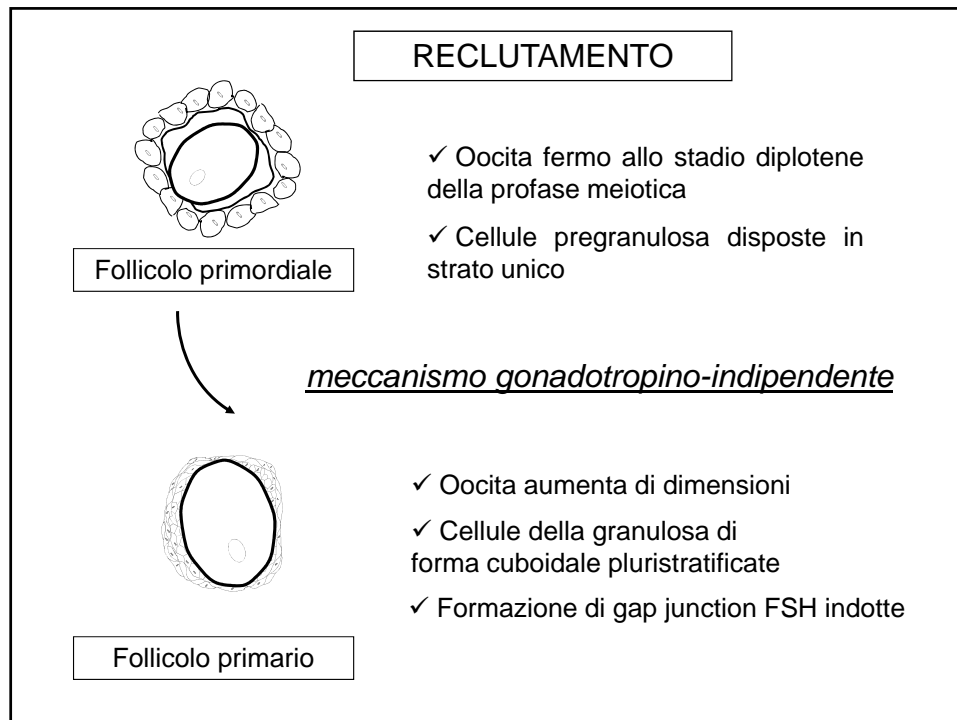 RECLUTAMENTO
✓ Oocita fermo allo stadio diplotene
della profase meiotica
✓ Cellule pregranulosa disposte in
strato unico
Follicolo primordiale
meccanismo gonadotropino-indipendente
✓ Oocita aumenta di dimensioni
✓ Cellule della granulosa di
forma cuboidale pluristratificate
✓ Formazione di gap junction FSH indotte
Follicolo primario